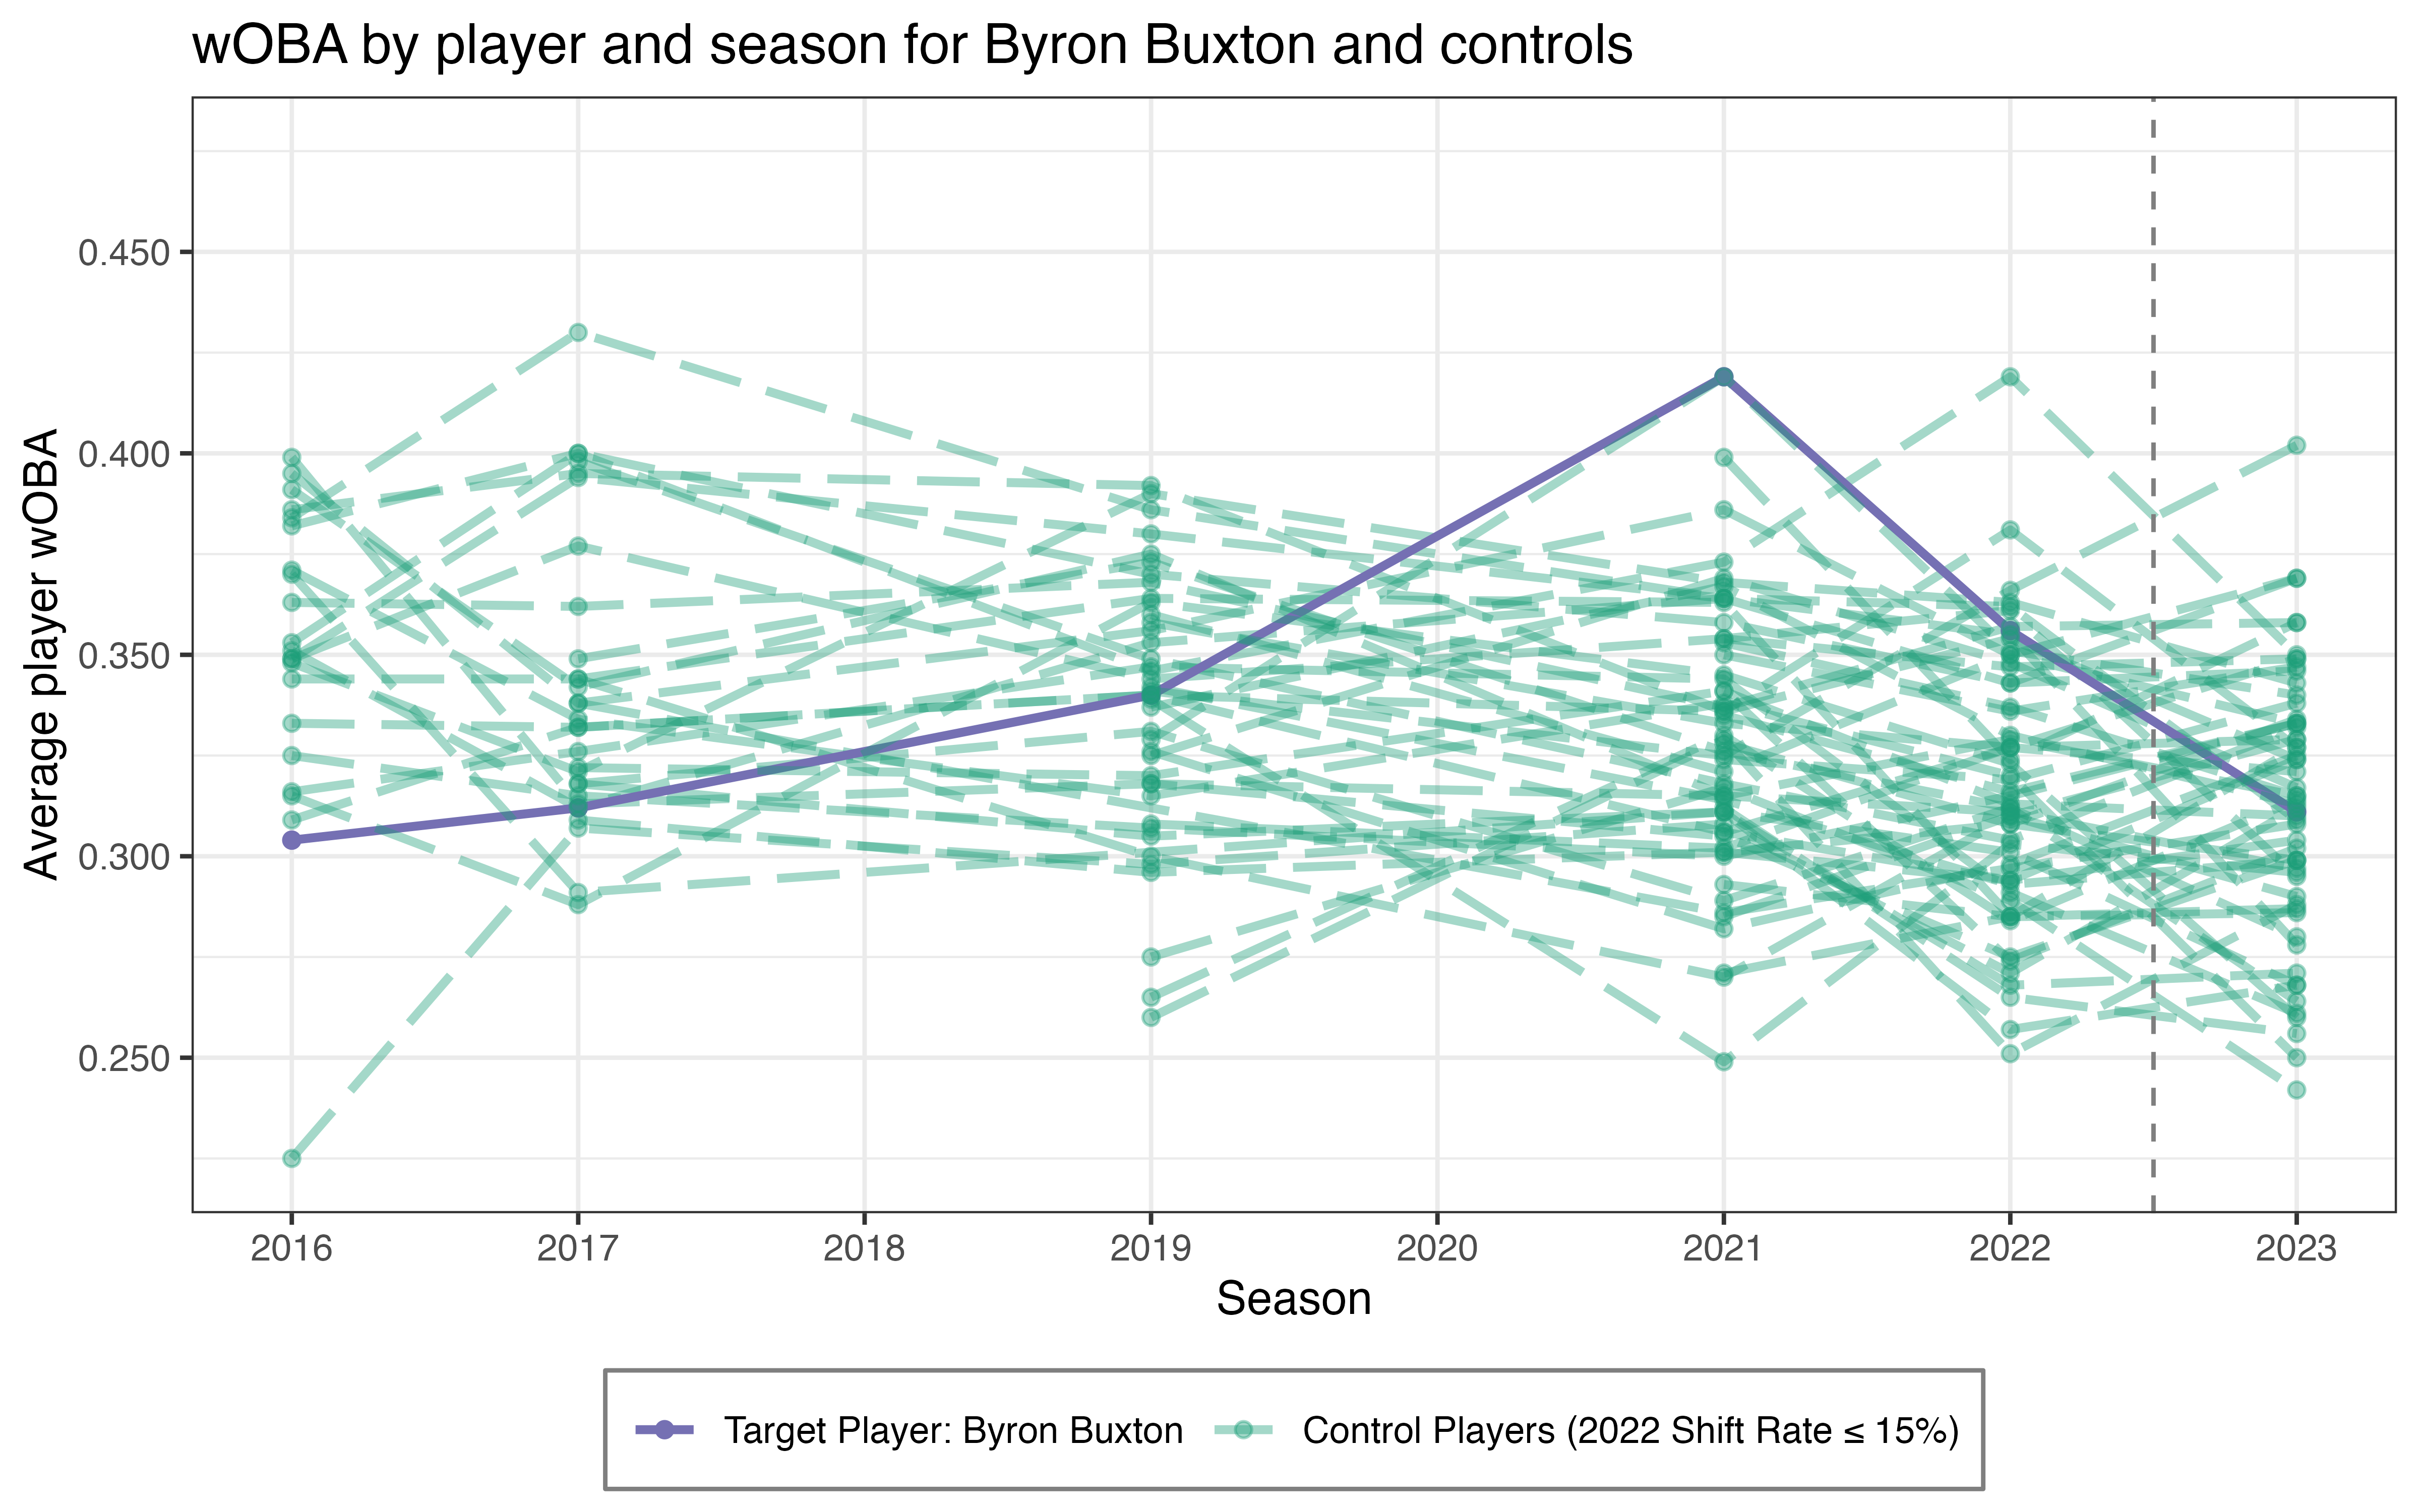 wOBA by player and season for Byron Buxton and controls
Average player wOBA
0.450
0.400
0.350
0.300
0.250
2016 2017 2018 2019 2020 2021 2022 2023
Season
Target Player: Byron Buxton Control Players (2022 Shift Rate ≤ 15%)